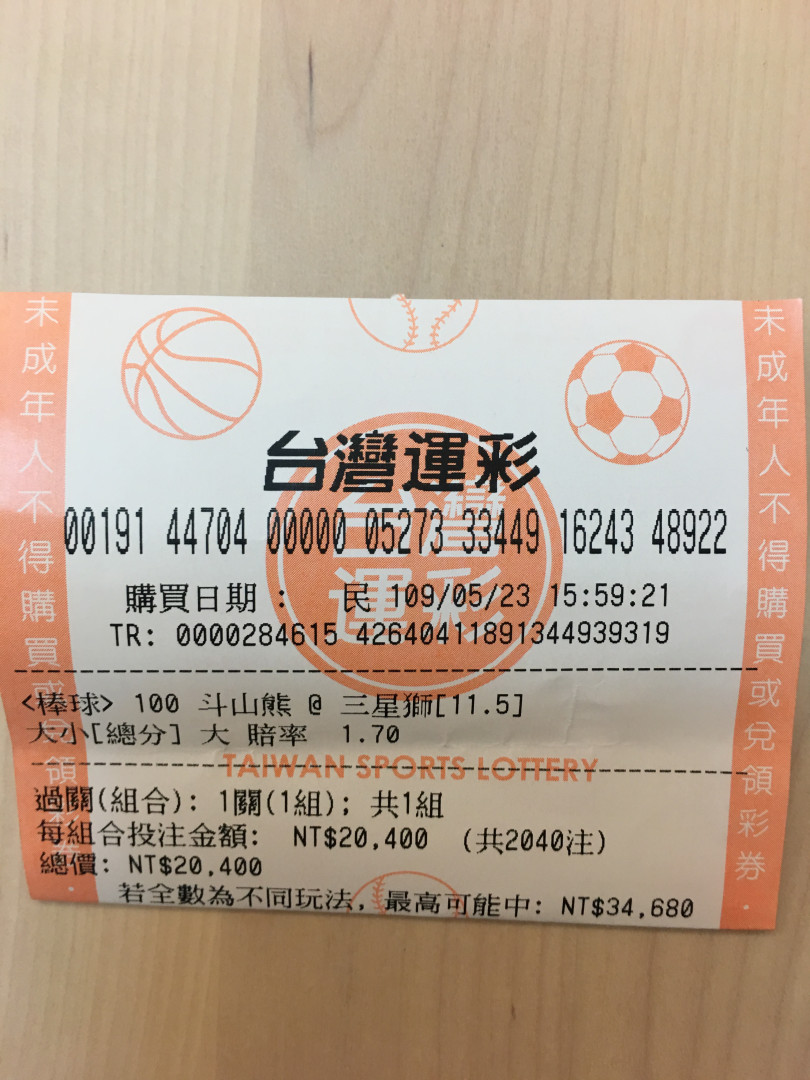 台灣運彩
00191 44704 00000 05273 33449 16243 48922
購買日期 : 民 109/05/23 15:59:21
TR: 0000284615 42640411891344939319
<棒球> 100 斗山熊 @ 三星獅[11.5]
大小[總分] 大 賠率 1.70
TAIWAN SPORTS LOTTERY
過關(組合): 1關(1組); 共1組
每組合投注金額: NT$20,400 (共2040注)
總價: NT$20,400
若全數為不同玩法, 最高可能中: NT$34,680
未成年人不得購買或兌領彩券.
未成年人不得購買或兌領彩券.
台灣運彩